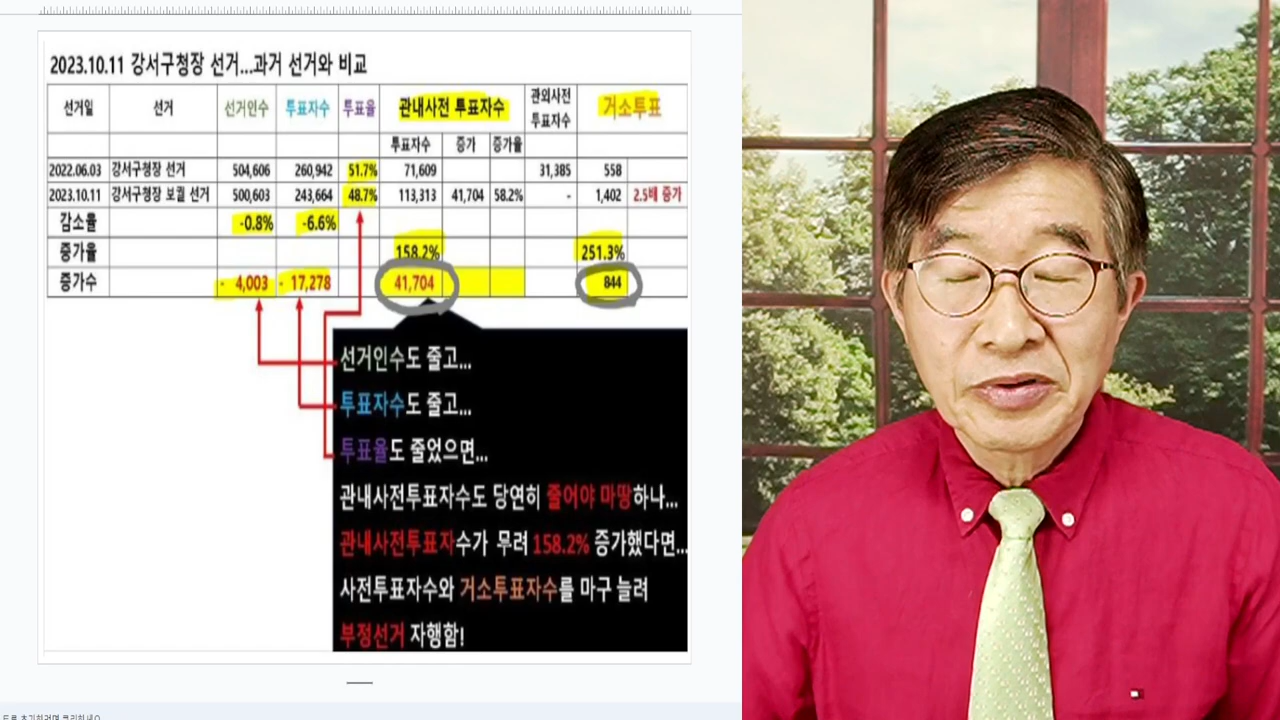 2023.10.11 강서구청장 선거...과거 선거와 비교
선거일 선거 선거인수 투표자수 투표율 관내사전 투표자수 관외사전 투표자수 거소투표
투표자수 증가 증가율
2022.06.03 강서구청장 선거 504,606 260,942 51.7% 71,609 31,385 558
2023.10.11 강서구청장 보궐 선거 500,603 243,664 48.7% 113,313 41,704 58.2% - 1,402 2.5배 증가
감소율 -0.8% -6.6%
증가율 158.2% 251.3%
증가수 - 4,003 - 17,278 41,704 844
선거인수도 줄고...
투표자수도 줄고...
투표율도 줄었으면...
관내사전투표자수도 당연히 줄어야 마땅하나...
관내사전투표자수가 무려 158.2% 증가했다면...
사전투표자수와 거소투표자수를 마구 늘려
부정선거 자행함!